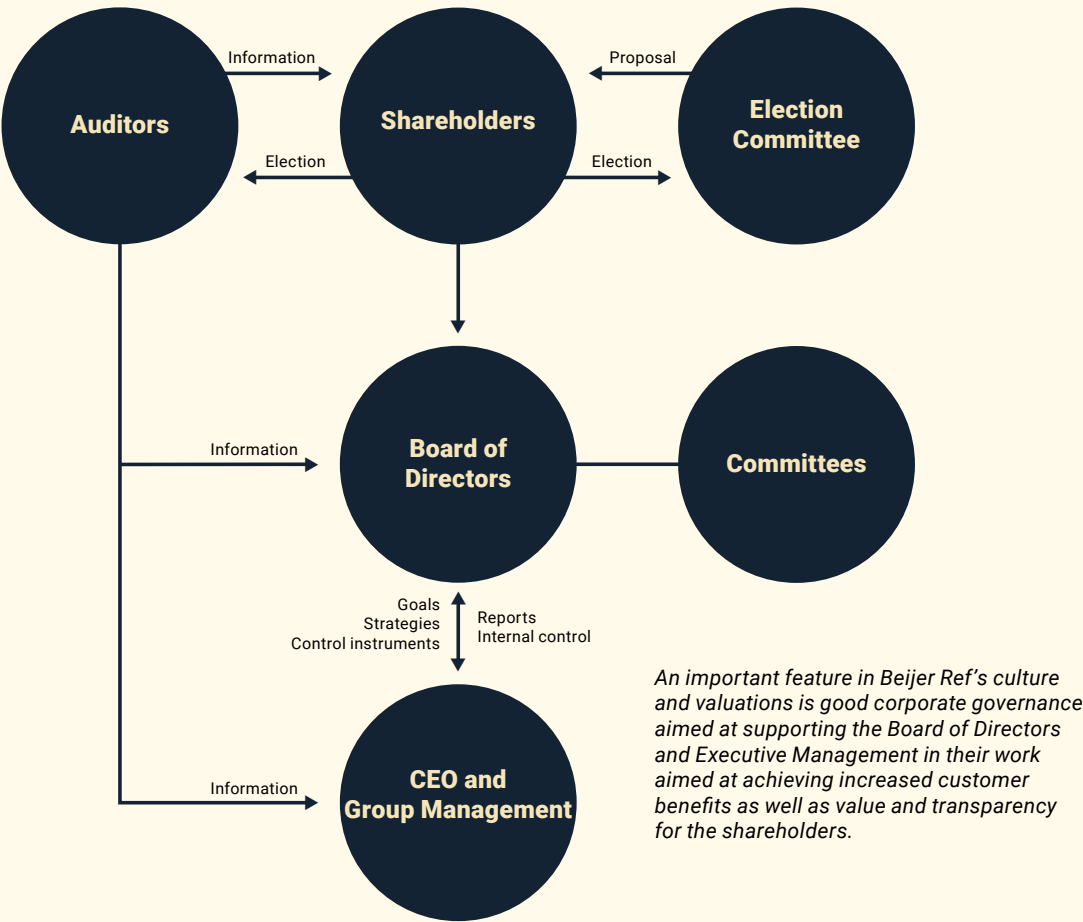 Information
Proposal
Auditors
Shareholders
Election
Committee
Election
Election
Information
Board of
Directors
Committees
Goals
Strategies
Control instruments
Reports
Internal control
An important feature in Beijer Ref’s culture
and valuations is good corporate governance
aimed at supporting the Board of Directors
and Executive Management in their work
aimed at achieving increased customer
benefits as well as value and transparency
for the shareholders.
Information
CEO and
Group Management